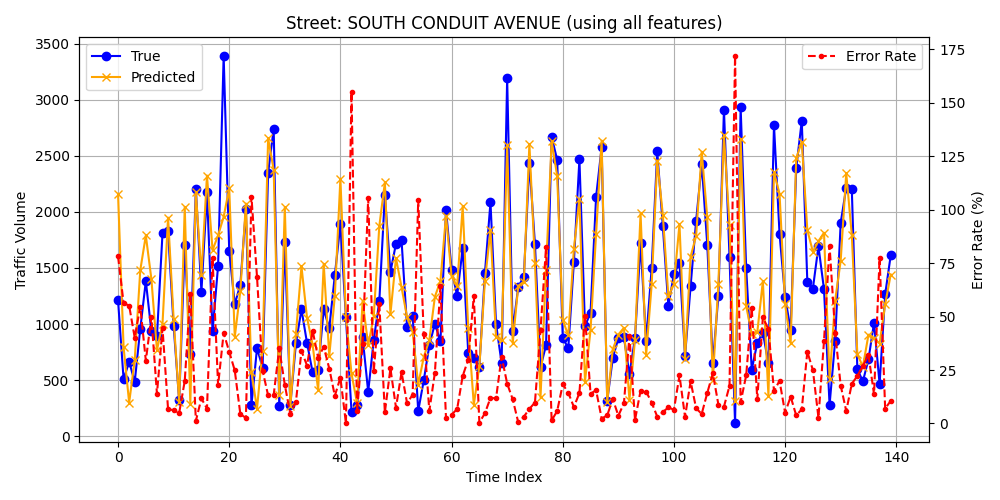 Street: SOUTH CONDUIT AVENUE (using all features)
True
Predicted
Error Rate
3500
3000
2500
2000
1500
1000
500
0
Traffic Volume
175
150
125
100
75
50
25
0
Error Rate (%)
0 20 40 60 80 100 120 140
Time Index